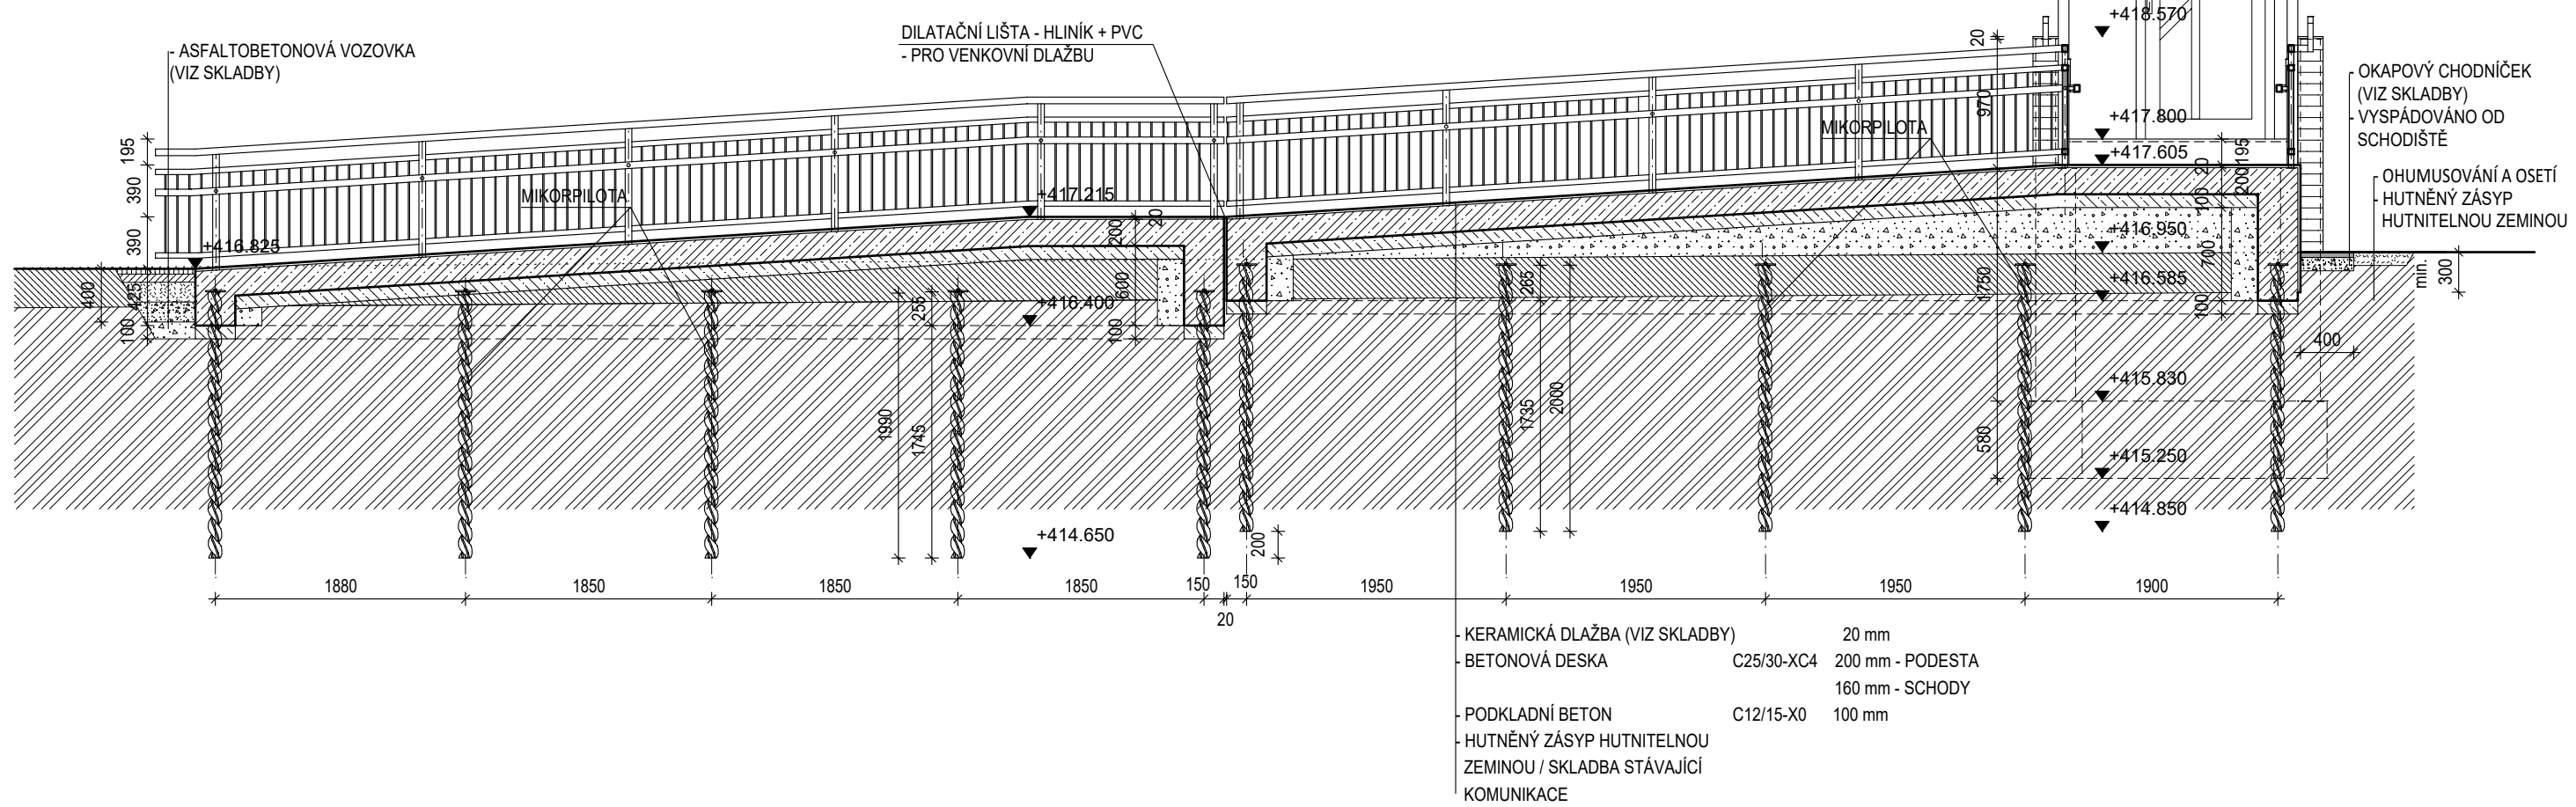 - ASFALTOBETONOVÁ VOZOVKA
(VIZ SKLADBY)
DILATAČNÍ LIŠTA - HLINÍK + PVC
- PRO VENKOVNÍ DLAŽBU
+418.570
20
970
- OKAPOVÝ CHODNÍČEK
(VIZ SKLADBY)
- VYSPÁDOVÁNO OD
SCHODIŠTĚ
- OHUMUSOVÁNÍ A OSETÍ
- HUTNĚNÝ ZÁSYP
HUTNITELNOU ZEMINOU
MIKORPILOTA
MIKORPILOTA
+417.800
+417.605
195
20
200
100
700
100
195
390
390
+416.825
+417.215
20
200
600
100
+416.400
400
425
100
255
265
+416.950
+416.585
1750
min.
300
400
+415.830
580
+415.250
+414.850
1990
1745
1735
2000
+414.650
200
1880
1850
1850
1850
150
150
20
1950
1950
1950
1900
- KERAMICKÁ DLAŽBA (VIZ SKLADBY) 20 mm
- BETONOVÁ DESKA C25/30-XC4 200 mm - PODESTA
160 mm - SCHODY
- PODKLADNÍ BETON C12/15-X0 100 mm
- HUTNĚNÝ ZÁSYP HUTNITELNOU
ZEMINOU / SKLADBA STÁVAJÍCÍ
KOMUNIKACE